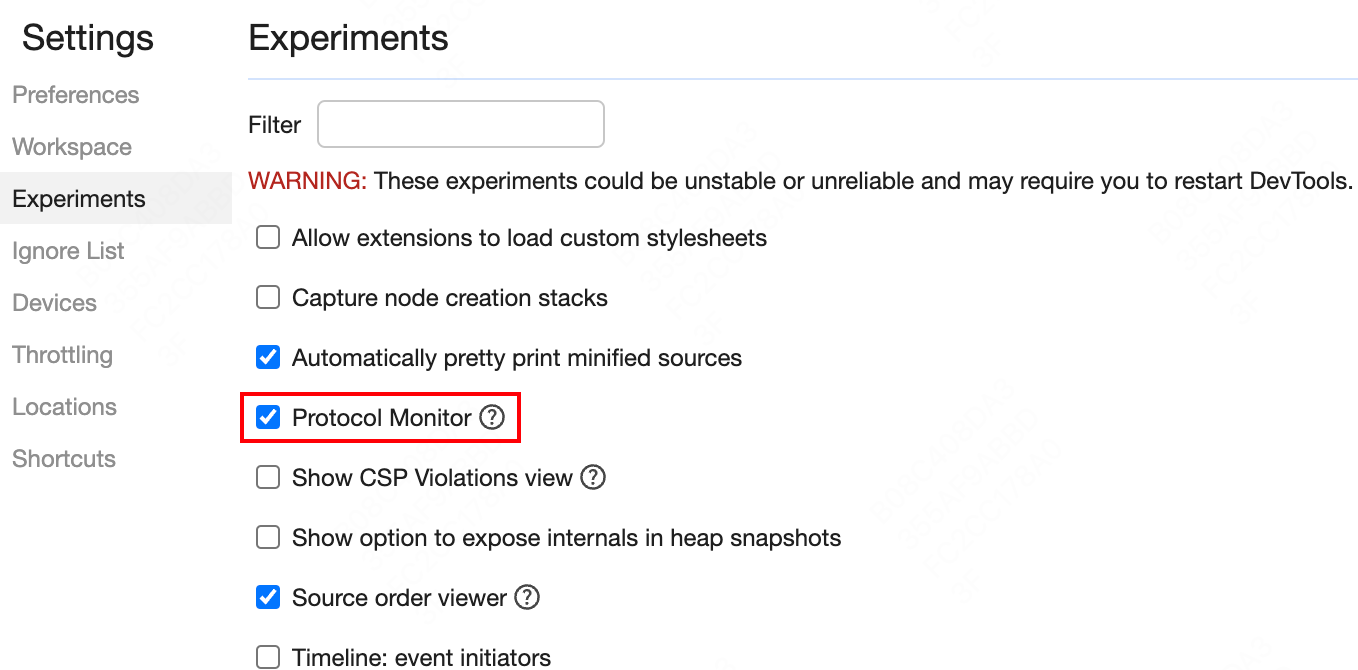 Settings
Preferences
Workspace
Experiments
Ignore List
Devices
Throttling
Locations
Shortcuts
Experiments
Filter
WARNING: These experiments could be unstable or unreliable and may require you to restart DevTools.
Allow extensions to load custom stylesheets
Capture node creation stacks
Automatically pretty print minified sources
Protocol Monitor ?
Show CSP Violations view ?
Show option to expose internals in heap snapshots
Source order viewer ?
Timeline: event initiators